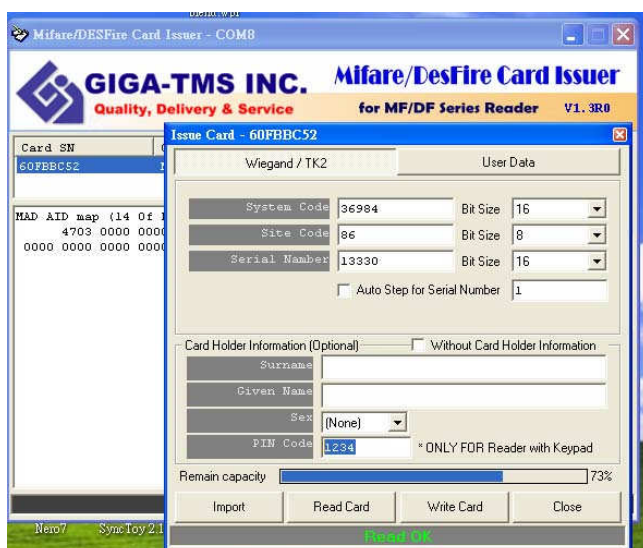 Mifare/DESFire Card Issuer - COM8
GIGA-TMS INC.
Quality, Delivery & Service
Mifare/DesFire Card Issuer
for MF/DF Series Reader V1.3R0
Card SN
60FBBC52
MAD AID map (14 Of
4703 0000 0000
0000 0000 0000 0000
Issue Card - 60FBBC52
Wiegand / TK2 User Data
System Code 36984 Bit Size 16
Site Code 86 Bit Size 8
Serial Number 13330 Bit Size 16
Auto Step for Serial Number 1
Card Holder Information (Optional) Without Card Holder Information
Surname
Given Name
Sex (None)
PIN Code 1234 * ONLY FOR Reader with Keypad
Remain capacity 73%
Import Read Card Write Card Close
Read OK
Nero7 SyncToy 2.1